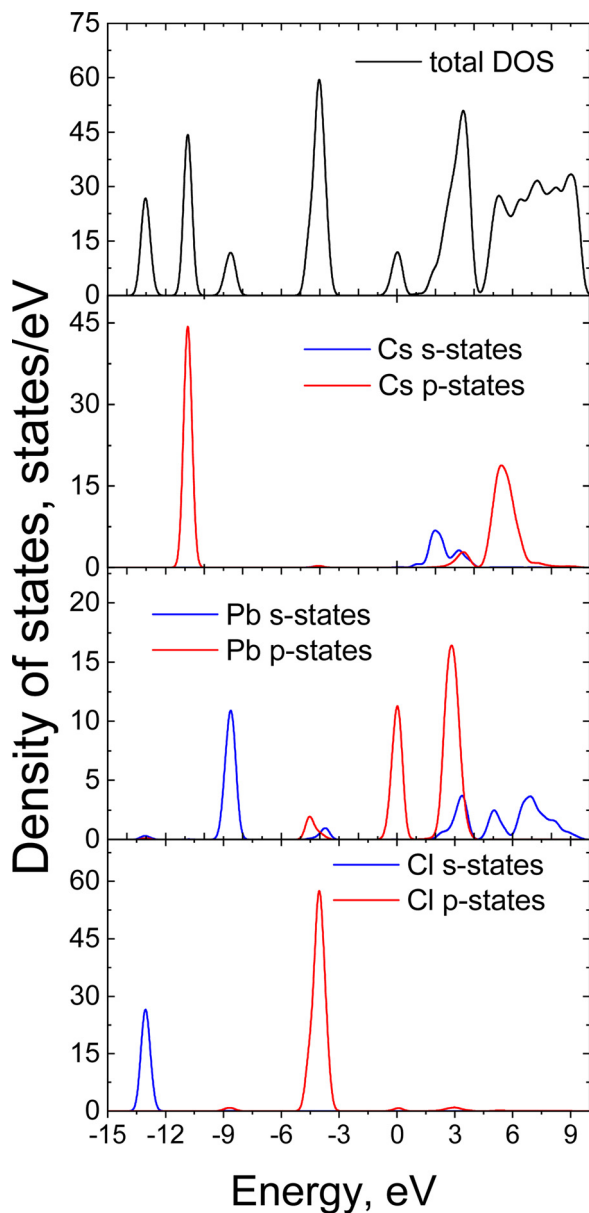 75
60
45
30
15
0
total DOS
45
30
15
0
Cs s-states
Cs p-states
20
15
10
5
0
Pb s-states
Pb p-states
60
45
30
15
0
Cl s-states
Cl p-states
-15 -12 -9 -6 -3 0 3 6 9
Energy, eV
Density of states, states/eV